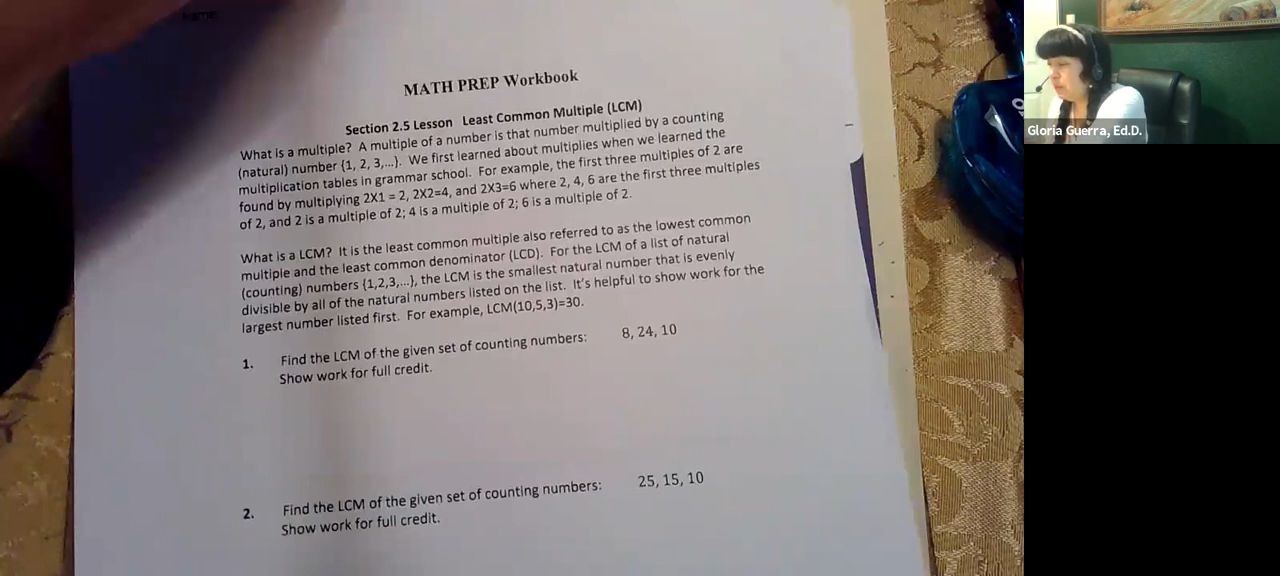 Name:
MATH PREP Workbook
Section 2.5 Lesson Least Common Multiple (LCM)
What is a multiple? A multiple of a number is that number multiplied by a counting
(natural) number {1, 2, 3,...}. We first learned about multiplies when we learned the
multiplication tables in grammar school. For example, the first three multiples of 2 are
found by multiplying 2X1 = 2, 2X2=4, and 2X3=6 where 2, 4, 6 are the first three multiples
of 2, and 2 is a multiple of 2; 4 is a multiple of 2; 6 is a multiple of 2.
What is a LCM? It is the least common multiple also referred to as the lowest common
multiple and the least common denominator (LCD). For the LCM of a list of natural
(counting) numbers {1,2,3,...}, the LCM is the smallest natural number that is evenly
divisible by all of the natural numbers listed on the list. It's helpful to show work for the
largest number listed first. For example, LCM(10,5,3)=30.
1. Find the LCM of the given set of counting numbers: 8, 24, 10
Show work for full credit.
2. Find the LCM of the given set of counting numbers: 25, 15, 10
Show work for full credit.
Gloria Guerra, Ed.D.